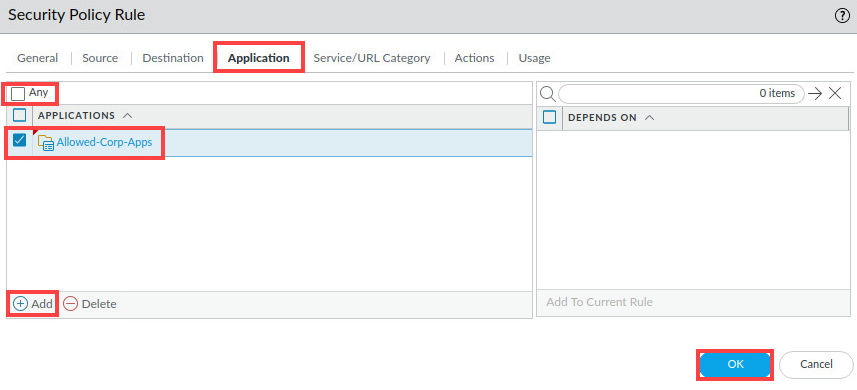 Security Policy Rule
General Source Destination Application Service/URL Category Actions Usage
Any
0 items
APPLICATIONS
DEPENDS ON
Allowed-Corp-Apps
Add Delete
Add To Current Rule
OK Cancel